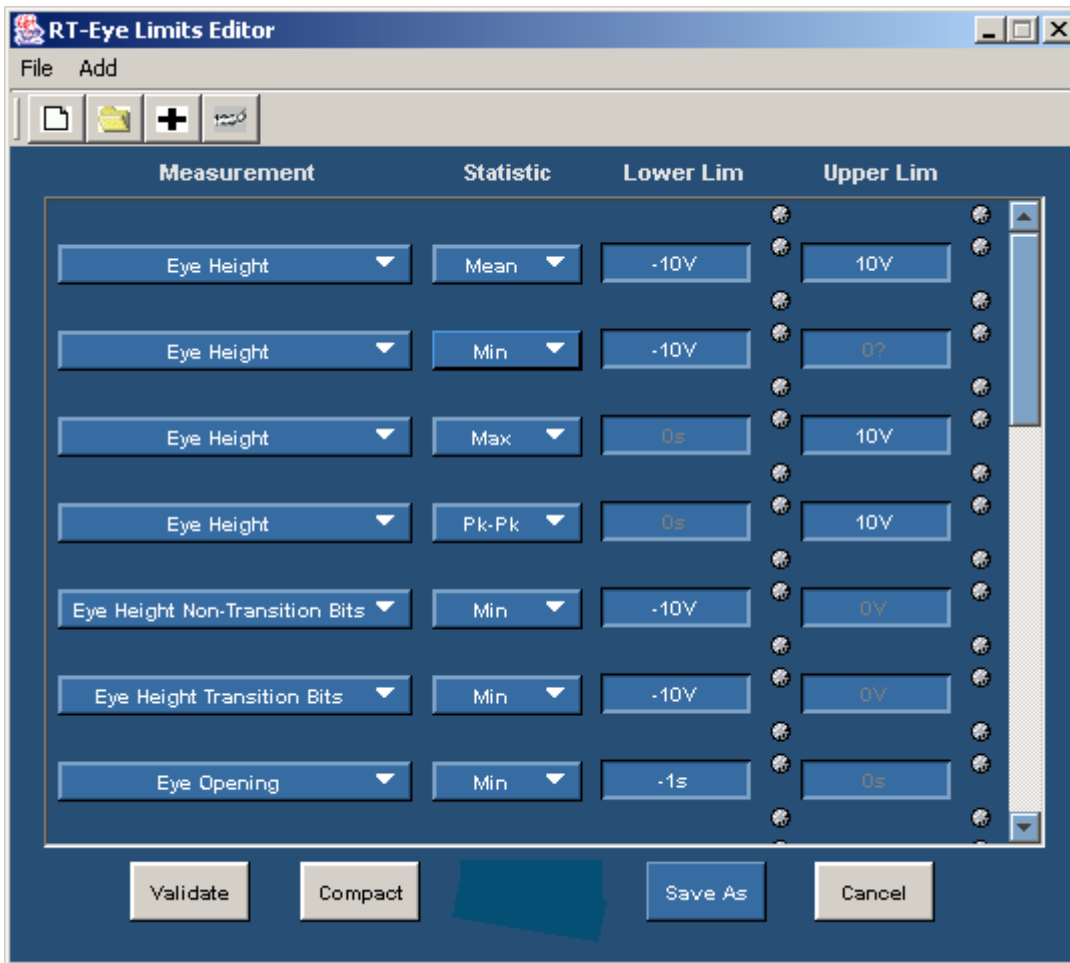 RT-Eye Limits Editor
File Add
Measurement Statistic Lower Lim Upper Lim
Eye Height Mean -10V 10V
Eye Height Min -10V 0?
Eye Height Max 0s 10V
Eye Height Pk-Pk 0s 10V
Eye Height Non-Transition Bits Min -10V 0V
Eye Height Transition Bits Min -10V 0V
Eye Opening Min -1s 0s
Validate Compact Save As Cancel